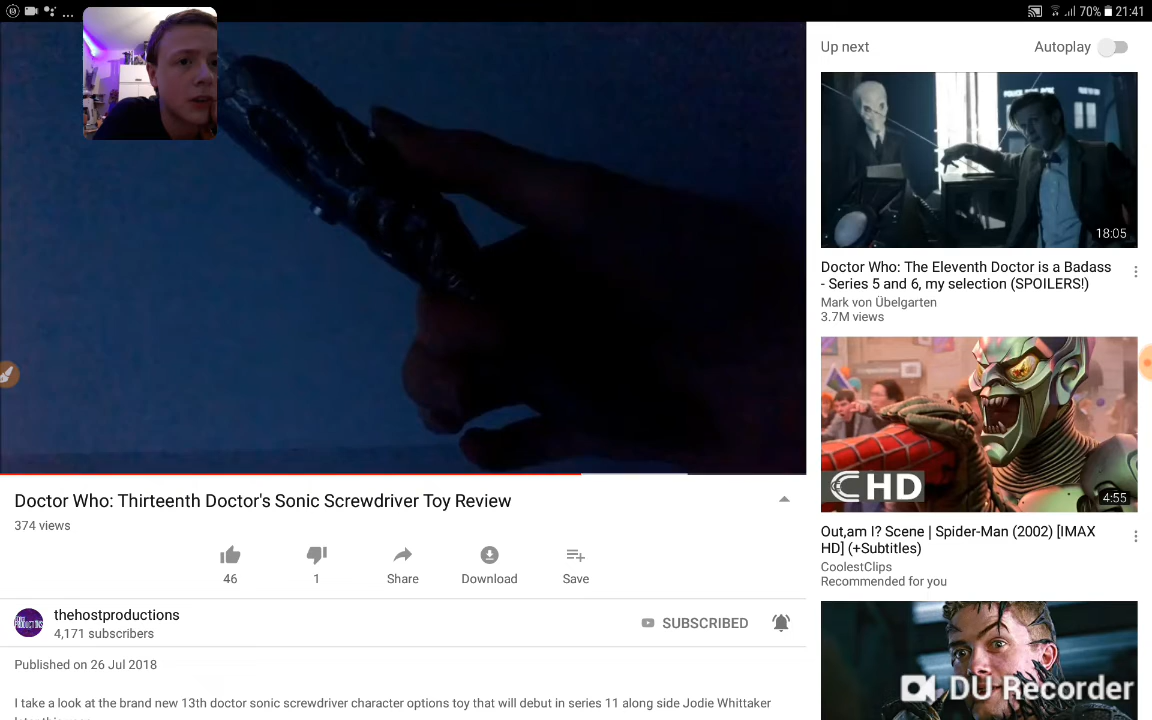 70% 21:41
Up next
Autoplay
POLICE BOX
18:05
Doctor Who: The Eleventh Doctor is a Badass
- Series 5 and 6, my selection (SPOILERS!)
Mark von Übelgarten
3.7M views
CHD
4:55
Out,am I? Scene | Spider-Man (2002) [IMAX
HD] (+Subtitles)
CoolestClips
Recommended for you
DU Recorder
Doctor Who: Thirteenth Doctor's Sonic Screwdriver Toy Review
374 views
46
1
Share
Download
Save
thehostproductions
4,171 subscribers
SUBSCRIBED
Published on 26 Jul 2018
I take a look at the brand new 13th doctor sonic screwdriver character options toy that will debut in series 11 along side Jodie Whittaker